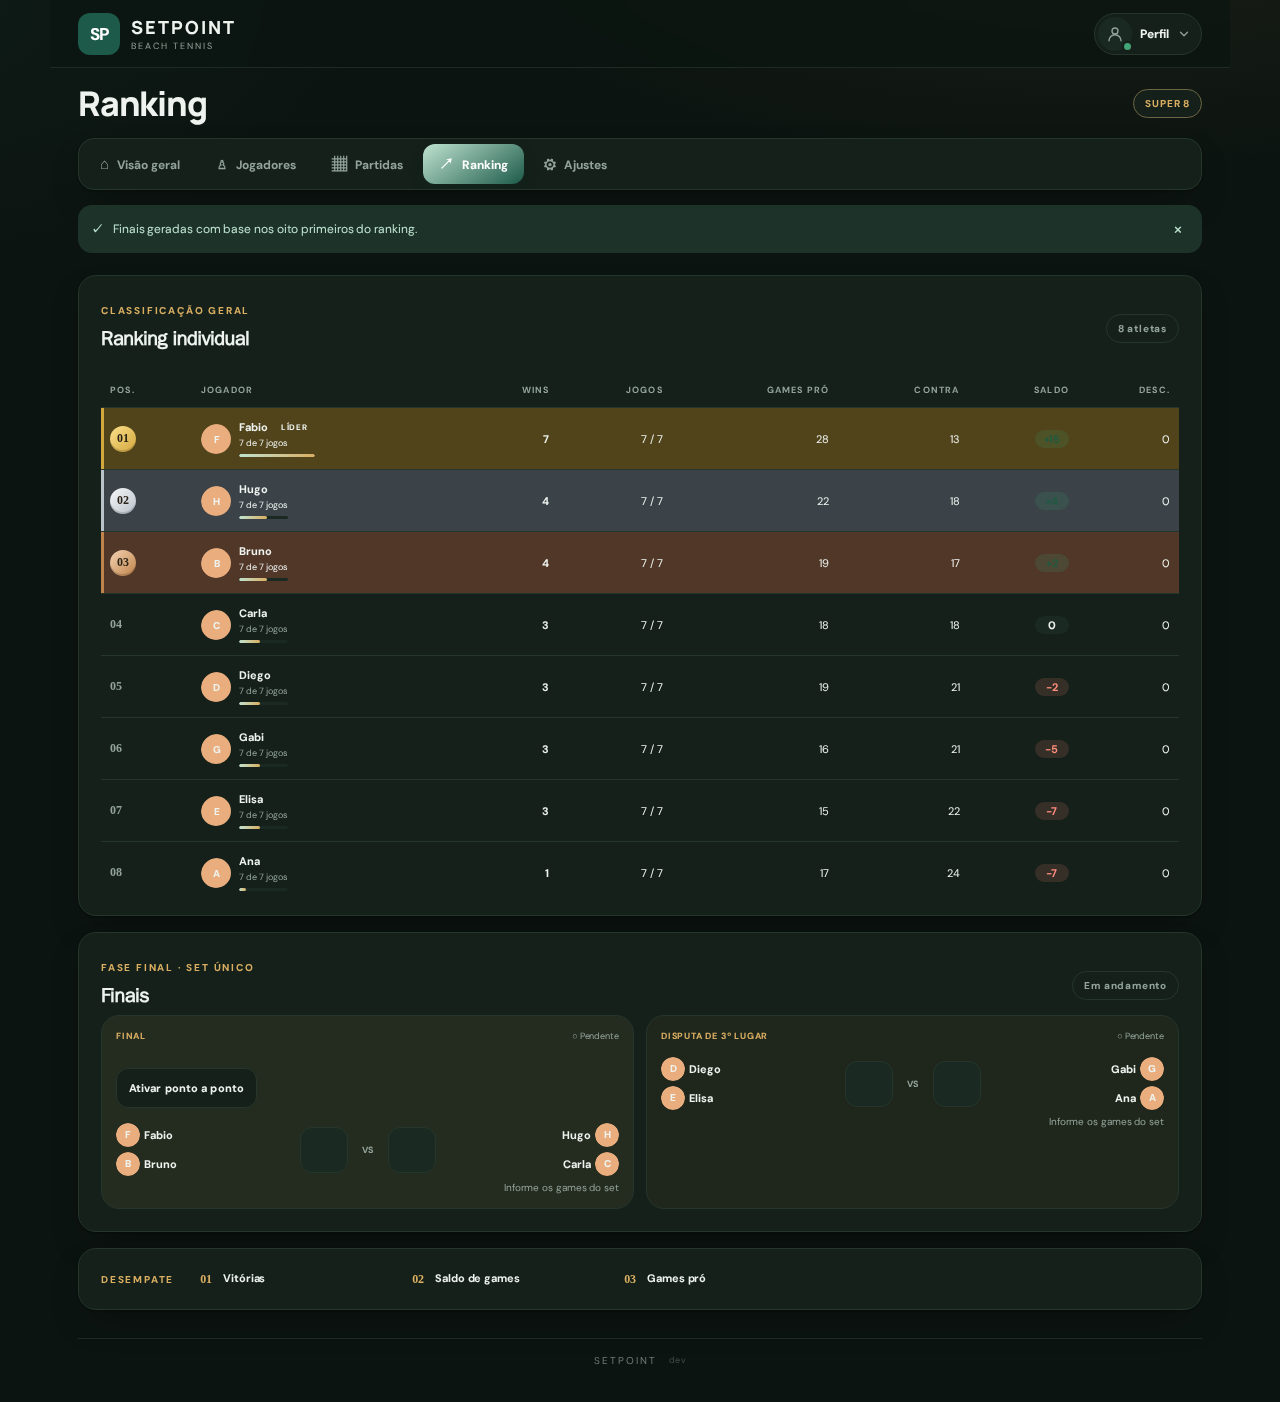 SP
SETPOINT
BEACH TENNIS
Perfil
Ranking
SUPER 8
Visão geral
Jogadores
Partidas
Ranking
Ajustes
✓ Finais geradas com base nos oito primeiros do ranking. ×
CLASSIFICAÇÃO GERAL
Ranking individual
8 atletas
POS. JOGADOR WINS JOGOS GAMES PRÓ CONTRA SALDO DESC.
01 F Fabio LÍDER 7 7 / 7 28 13 0
7 de 7 jogos
02 H Hugo 4 7 / 7 22 18 0
7 de 7 jogos
03 B Bruno 4 7 / 7 19 17 0
7 de 7 jogos
04 C Carla 3 7 / 7 18 18 0 0
7 de 7 jogos
05 D Diego 3 7 / 7 19 21 -2 0
7 de 7 jogos
06 G Gabi 3 7 / 7 16 21 -5 0
7 de 7 jogos
07 E Elisa 3 7 / 7 15 22 -7 0
7 de 7 jogos
08 A Ana 1 7 / 7 17 24 -7 0
7 de 7 jogos
FASE FINAL · SET ÚNICO
Finais
Em andamento
FINAL
○ Pendente
Ativar ponto a ponto
F Fabio
B Bruno
VS
Hugo H
Carla C
Informe os games do set
DISPUTA DE 3º LUGAR
○ Pendente
D Diego
E Elisa
VS
Gabi G
Ana A
Informe os games do set
DESEMPATE 01 Vitórias 02 Saldo de games 03 Games pró
SETPOINT dev